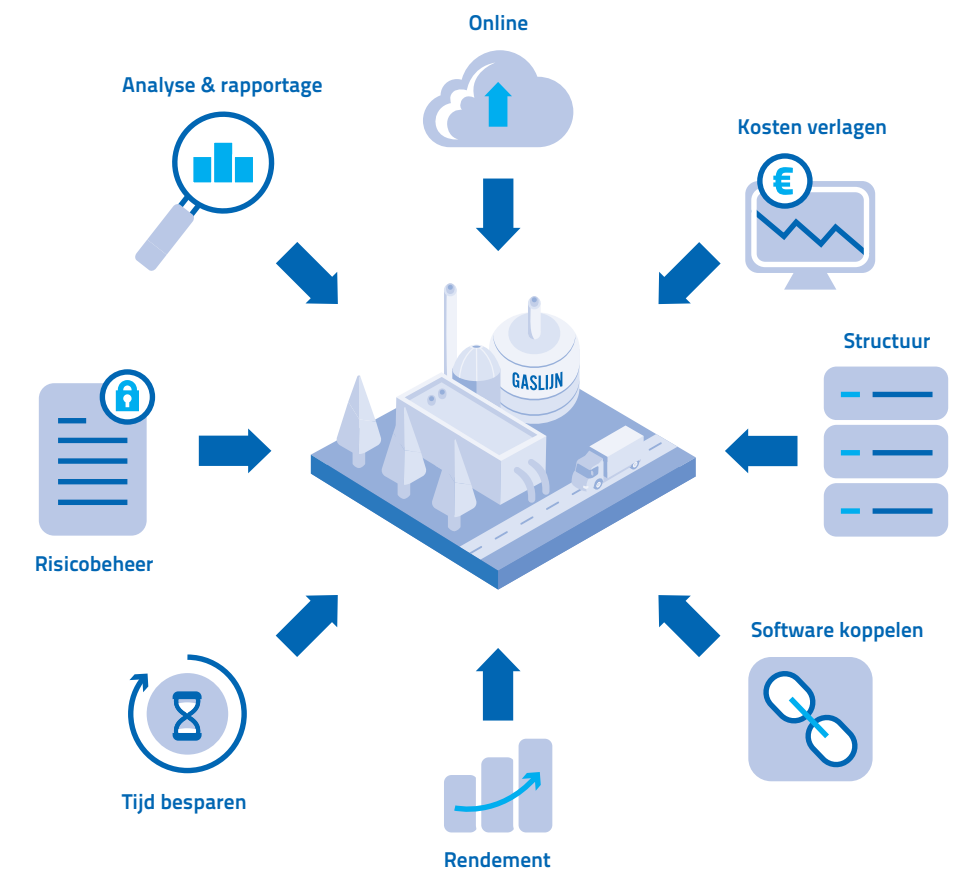 Online
Analyse & rapportage
Kosten verlagen
€
Structuur
GASLIJN
Risicobeheer
Software koppelen
Tijd besparen
Rendement